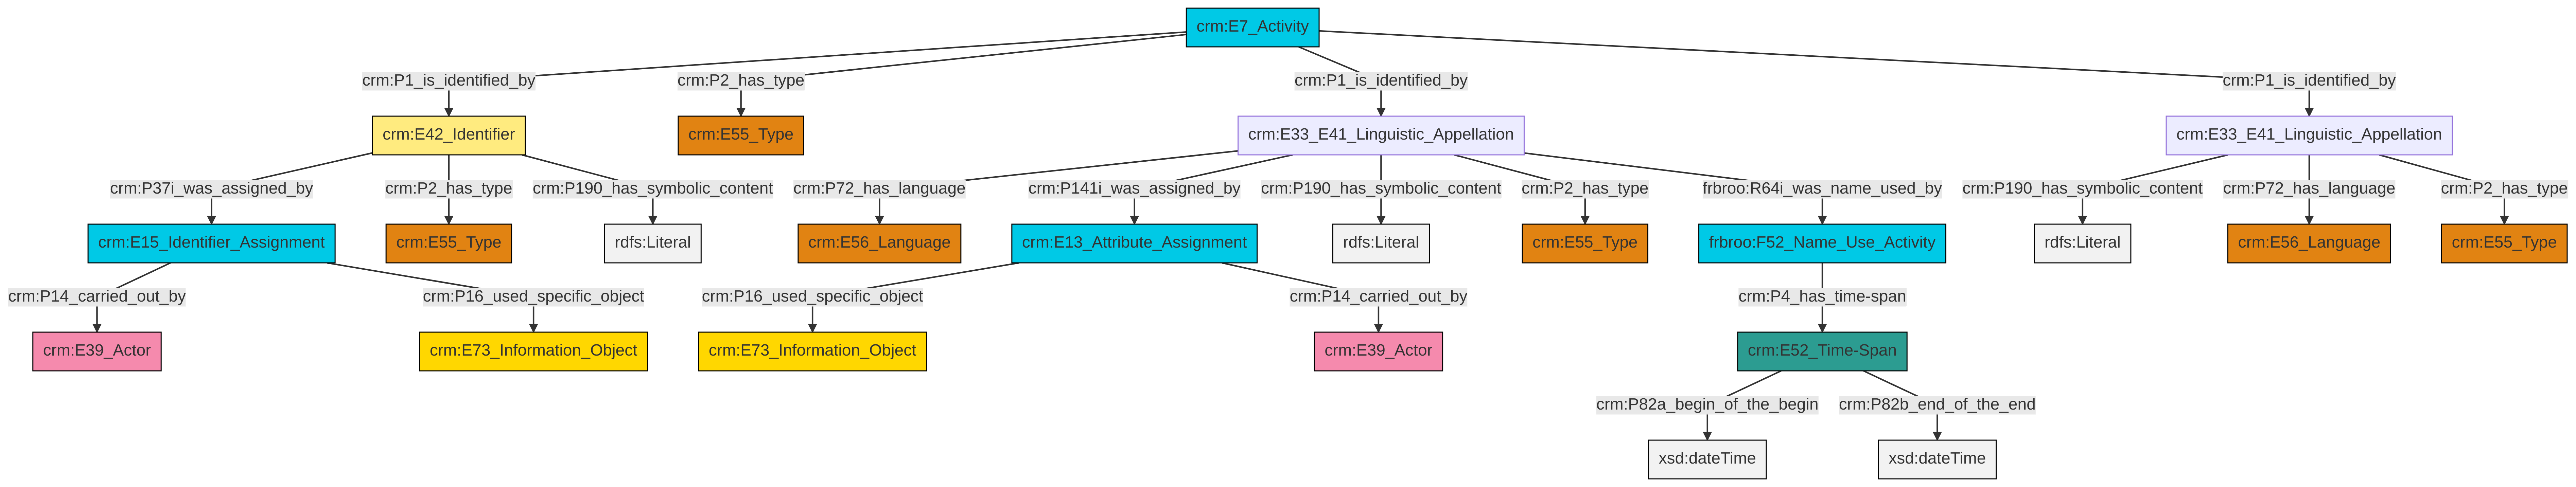 crm:E7_Activity
crm:P1_is_identified_by
crm:P2_has_type
crm:P1_is_identified_by
crm:P1_is_identified_by
crm:E42_Identifier
crm:E55_Type
crm:E33_E41_Linguistic_Appellation
crm:E33_E41_Linguistic_Appellation
crm:P37i_was_assigned_by
crm:P2_has_type
crm:P190_has_symbolic_content
crm:P72_has_language
crm:P141i_was_assigned_by
crm:P190_has_symbolic_content
crm:P2_has_type
frbroo:R64i_was_name_used_by
crm:P190_has_symbolic_content
crm:P72_has_language
crm:P2_has_type
crm:E15_Identifier_Assignment
crm:E55_Type
rdfs:Literal
crm:E56_Language
crm:E13_Attribute_Assignment
rdfs:Literal
crm:E55_Type
frbroo:F52_Name_Use_Activity
rdfs:Literal
crm:E56_Language
crm:E55_Type
crm:P14_carried_out_by
crm:P16_used_specific_object
crm:P16_used_specific_object
crm:P14_carried_out_by
crm:P4_has_time-span
crm:E39_Actor
crm:E73_Information_Object
crm:E73_Information_Object
crm:E39_Actor
crm:E52_Time-Span
crm:P82a_begin_of_the_begin
crm:P82b_end_of_the_end
xsd:dateTime
xsd:dateTime